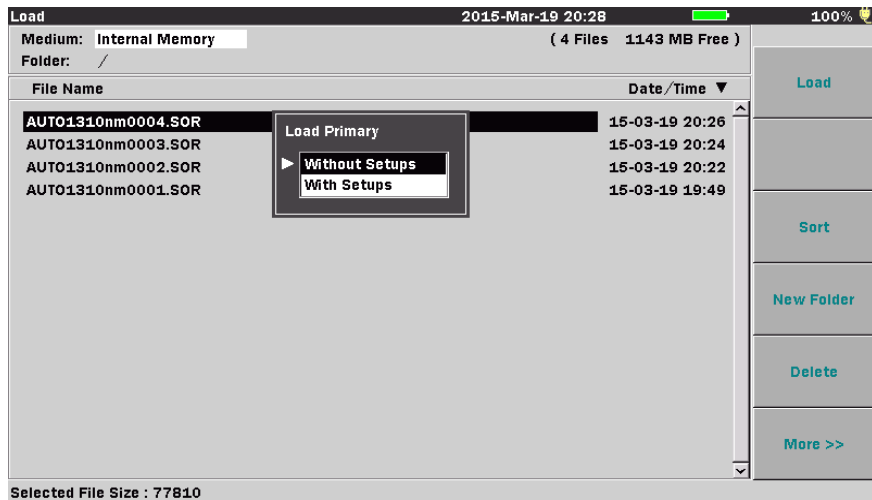 Load 2015-Mar-19 20:28 100%
Medium: Internal Memory ( 4 Files 1143 MB Free )
Folder: /
File Name Date/Time ▼
AUTO1310nm0004.SOR 15-03-19 20:26
AUTO1310nm0003.SOR 15-03-19 20:24
AUTO1310nm0002.SOR 15-03-19 20:22
AUTO1310nm0001.SOR 15-03-19 19:49
Load Primary
Without Setups
With Setups
Load
Sort
New Folder
Delete
More >>
Selected File Size : 77810